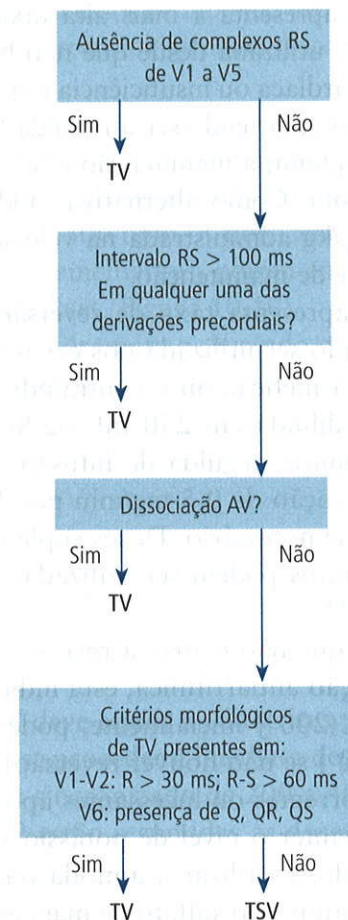 Ausência de complexos RS
de V1 a V5
Sim
Não
TV
Intervalo RS > 100 ms
Em qualquer uma das
derivações precordiais?
Sim
Não
TV
Dissociação AV?
Sim
Não
TV
Critérios morfológicos
de TV presentes em:
V1-V2: R > 30 ms; R-S > 60 ms
V6: presença de Q, QR, QS
Sim
Não
TV
TSV